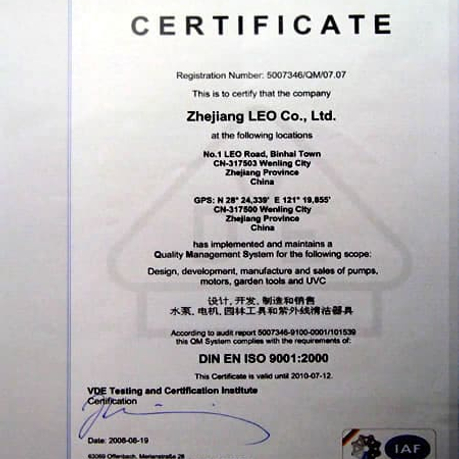 CERTIFICATE
Registration Number: 5007346/QM/07.07
This is to certify that the company
Zhejiang LEO Co., Ltd.
at the following locations
No.1 LEO Road, Binhai Town
CN-317503 Wenling City
Zhejiang Province
China
GPS: N 28° 24,339' E 121° 19,855'
CN-317500 Wenling City
Zhejiang Province
China
has implemented and maintains a
Quality Management System for the following scope:
Design, development, manufacture and sales of pumps,
motors, garden tools and UVC
设计, 开发, 制造和销售
水泵, 电机, 园林工具和紫外线清洁器具
According to audit report 5007346-9100-0001/101539
this QM System complies with the requirements of:
DIN EN ISO 9001:2000
This Certificate is valid until 2010-07-12.
VDE Testing and Certification Institute
Certification
Date: 2008-08-19
63069 Offenbach, Merianstraße 28
IAF